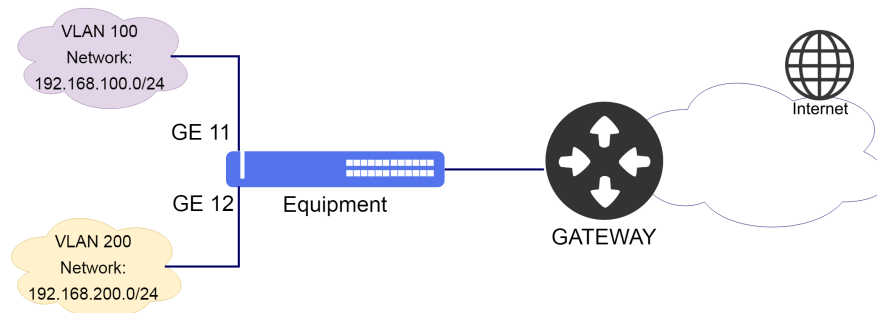 VLAN 100
Network:
192.168.100.0/24
GE 11
GE 12
Equipment
VLAN 200
Network:
192.168.200.0/24
GATEWAY
Internet